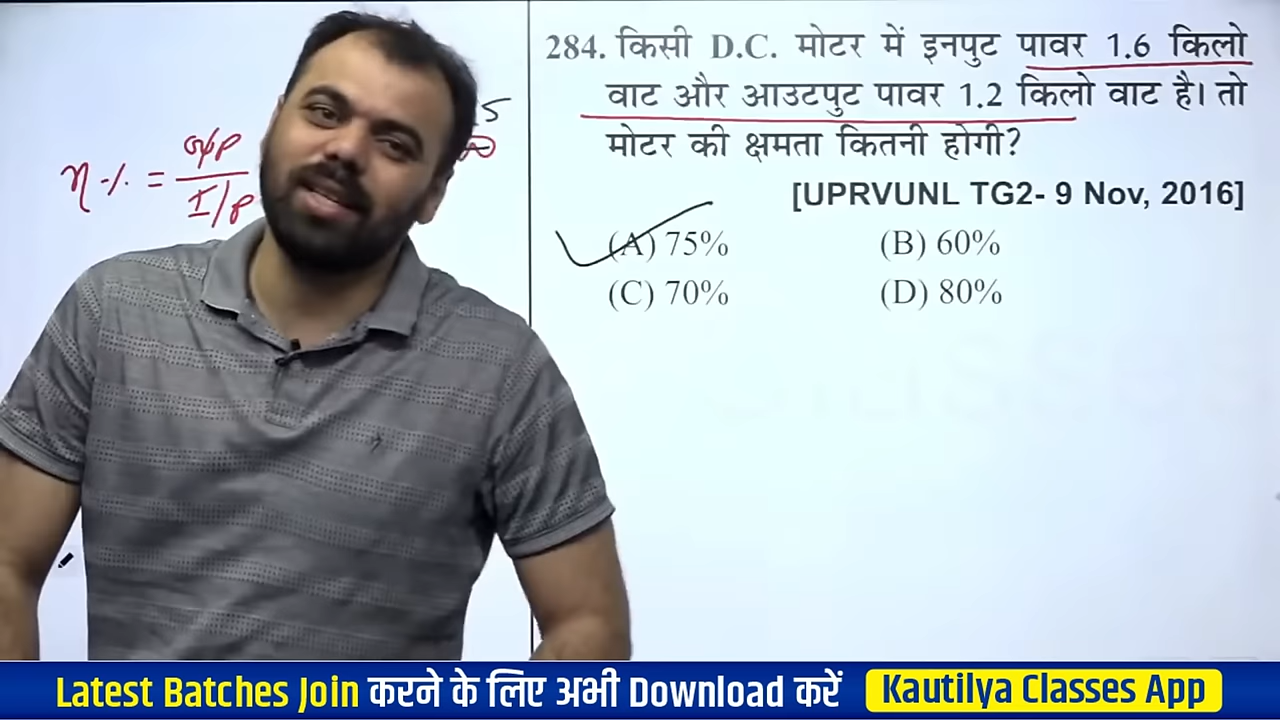 284. किसी D.C. मोटर में इनपुट पावर 1.6 किलो
वाट और आउटपुट पावर 1.2 किलो वाट है। तो
मोटर की क्षमता कितनी होगी?
[UPRVUNL TG2- 9 Nov, 2016]
(A) 75% (B) 60%
(C) 70% (D) 80%
η % = o/p
I/p
Latest Batches Join करने के लिए अभी Download करें Kautilya Classes App